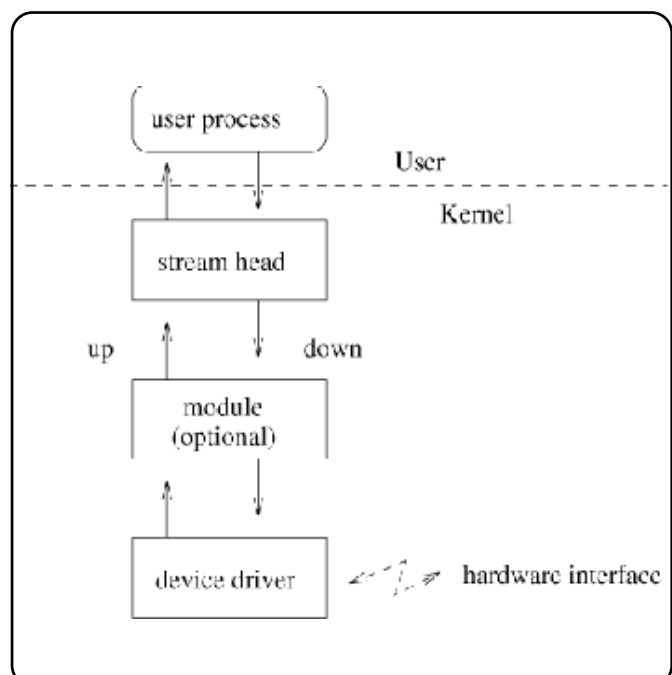 user process
User
Kernel
stream head
up
down
module
(optional)
device driver
hardware interface